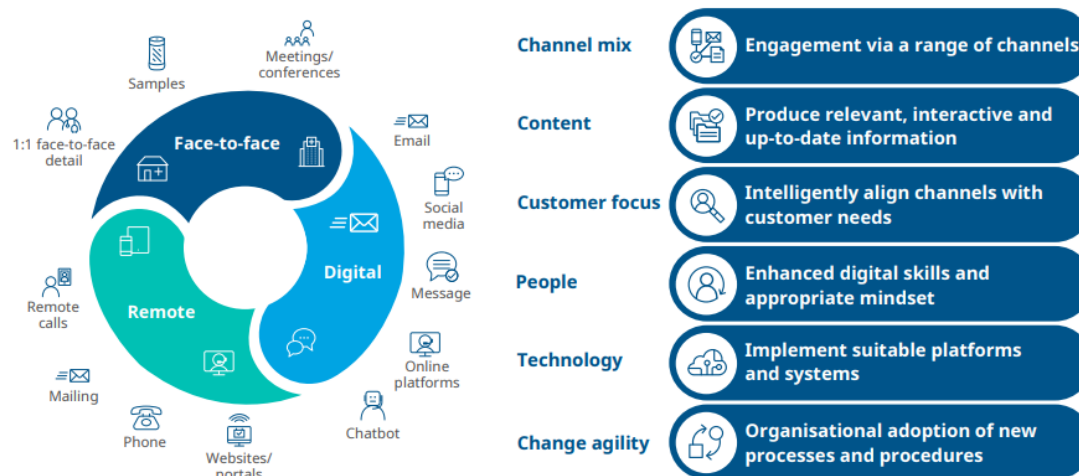 Meetings/
conferences
Samples
1:1 face-to-face
detail
Face-to-face
Email
Social
media
Digital
Message
Remote
Remote
calls
Online
platforms
Mailing
Chatbot
Phone
Websites/
portals
Channel mix
Engagement via a range of channels
Content
Produce relevant, interactive and
up-to-date information
Customer focus
Intelligently align channels with
customer needs
People
Enhanced digital skills and
appropriate mindset
Technology
Implement suitable platforms
and systems
Change agility
Organisational adoption of new
processes and procedures